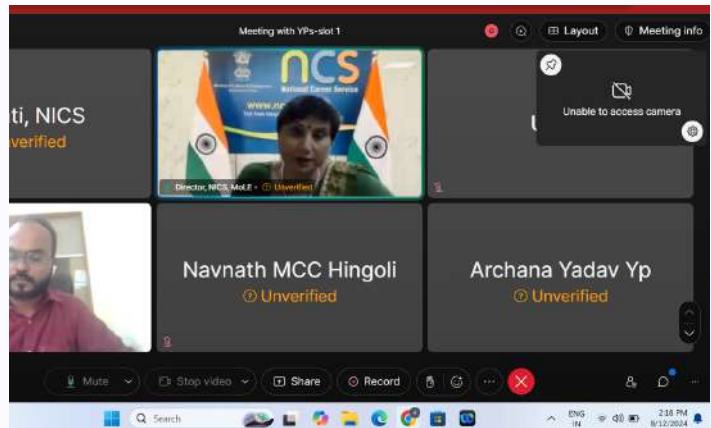 Meeting with YPs-slot 1
Layout
Meeting info
ti, NICS
verified
ncs
National Career Service
Director, NICS, MoLE - Unverified
Unable to access camera
Navnath MCC Hingoli
Unverified
Archana Yadav Yp
Unverified
Mute
Stop video
Share
Record
Search
ENG
IN
2:18 PM
8/12/2024